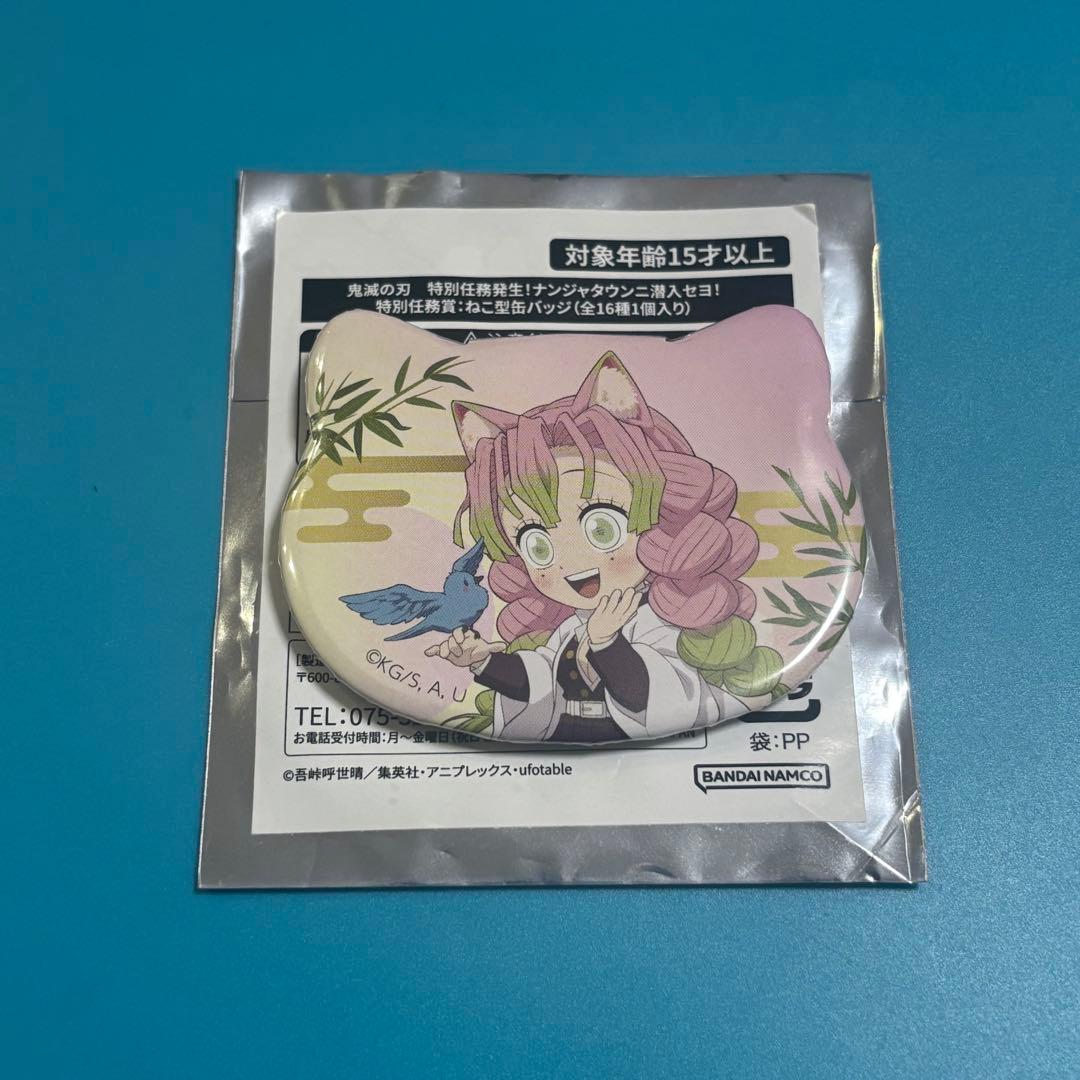 対象年齢15才以上
鬼滅の刃 特別任務発生!ナンジャタウンニ潜入セヨ!
特別任務賞:ねこ型缶バッジ(全16種1個入り)
©KG/S, A, U
〒600-
TEL:075-
お電話受付時間:月〜金曜日(祝日
袋:PP
©吾峠呼世晴/集英社・アニプレックス・ufotable
BANDAI NAMCO